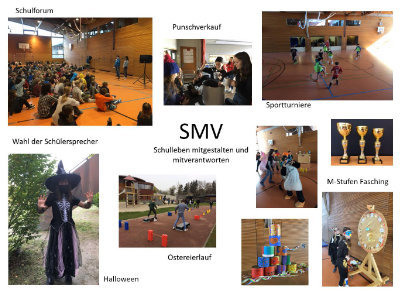 Schulforum
Punschverkauf
Sportturniere
SMV
Schulleben mitgestalten und
mitverantworten
Wahl der Schülersprecher
M-Stufen Fasching
Ostereierlauf
Halloween